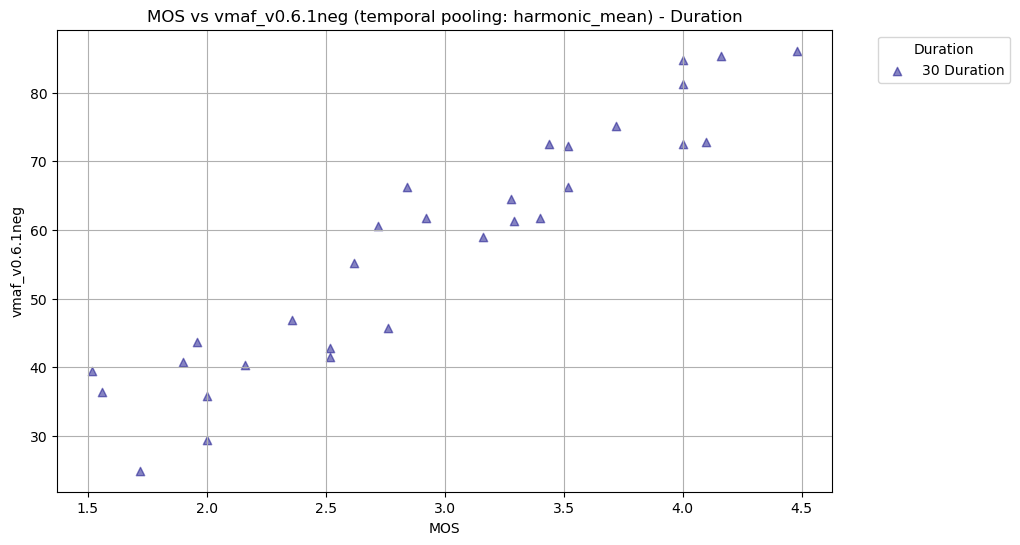 MOS vs vmaf_v0.6.1neg (temporal pooling: harmonic_mean) - Duration
Duration
30 Duration
vmaf_v0.6.1neg
80
70
60
50
40
30
1.5 2.0 2.5 3.0 3.5 4.0 4.5
MOS